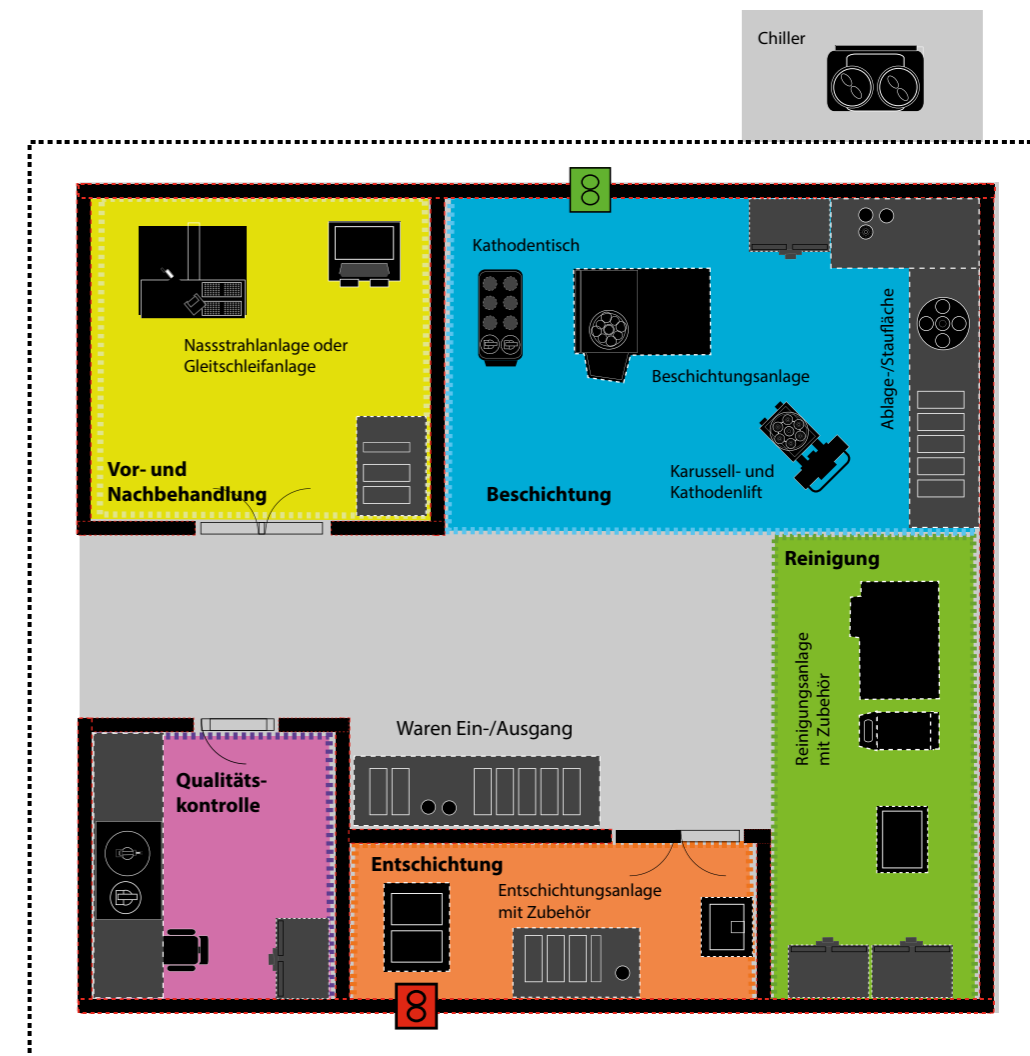 Chiller
Kathodentisch
Nassstrahlanlage oder
Gleitschleifanlage
Beschichtungsanlage
Ablage-/Staufläche
Vor- und
Nachbehandlung
Beschichtung
Karussell- und
Kathodenlift
Reinigung
Reinigungsanlage
mit Zubehör
Waren Ein-/Ausgang
Qualitäts-
kontrolle
Entschichtung
Entschichtungsanlage
mit Zubehör